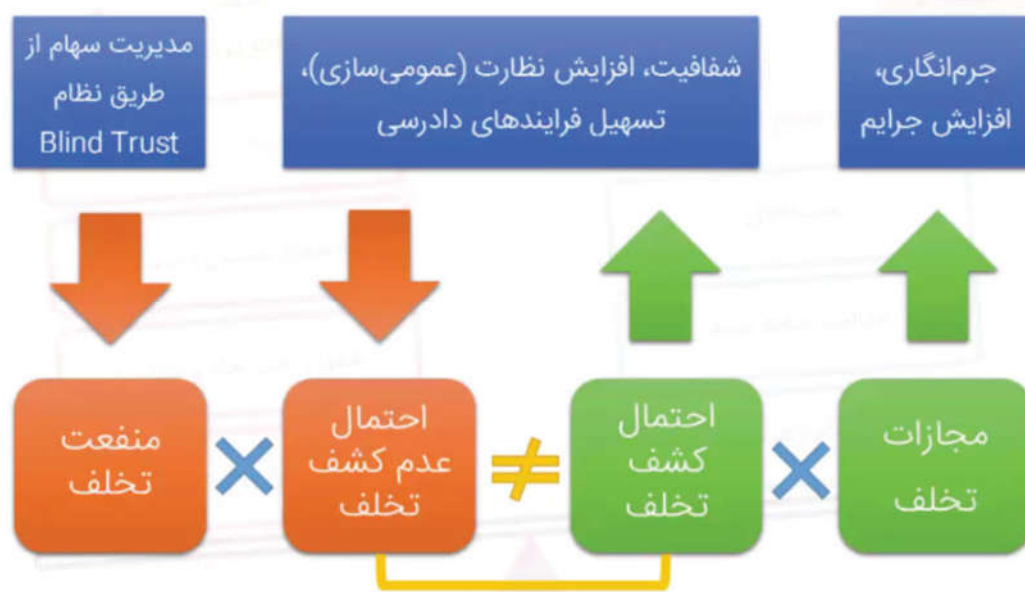 جرم‌انگاری،
افزایش جرایم
شفافیت، افزایش نظارت (عمومی‌سازی)،
تسهیل فرایندهای دادرسی
مدیریت سهام از
طریق نظام
Blind Trust
مجازات
تخلف
احتمال
کشف
تخلف
احتمال
عدم کشف
تخلف
منفعت
تخلف